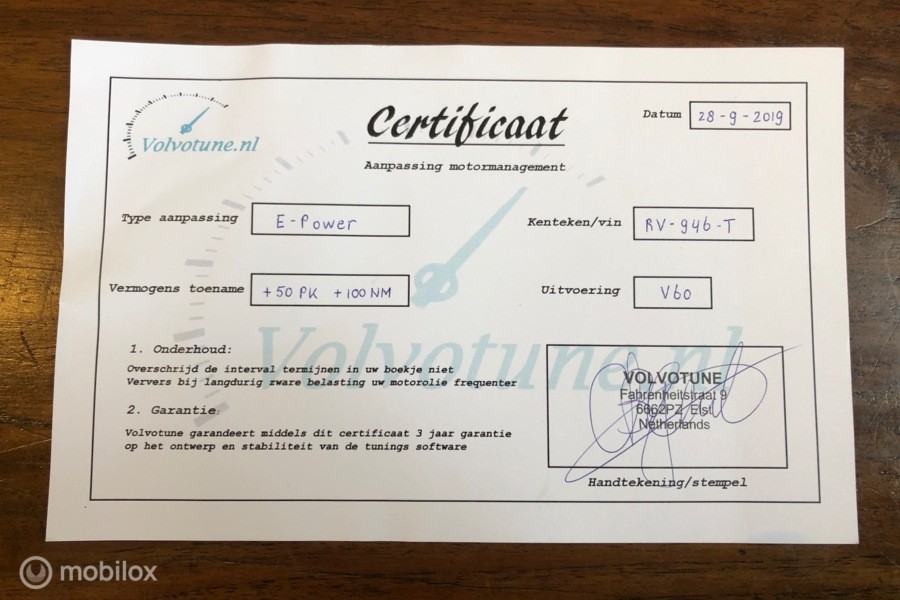 Volvotune.nl
Certificaat
Datum 28-9-2019
Aanpassing motormanagement
Type aanpassing E-Power
Kenteken/vin RV-946-T
Vermogens toename +50 PK +100NM
Uitvoering V60
Volvotune.nl
1. Onderhoud:
Overschrijd de interval termijnen in uw boekje niet
Ververs bij langdurig zware belasting uw motorolie frequenter
2. Garantie:
Volvotune garandeert middels dit certificaat 3 jaar garantie
op het ontwerp en stabiliteit van de tunings software
VOLVOTUNE
Fahrenheitstraat 9
6662PZ Elst
Netherlands
Handtekening/stempel
mobilox